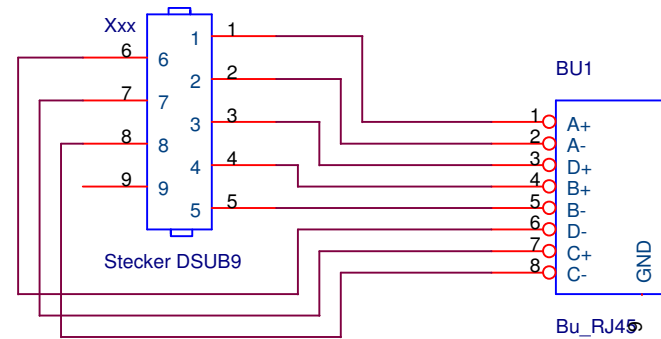 Xxx
1 1
6 6
2 2
7 7
3 3
8 8
4 4
9 9
5 5
Stecker DSUB9
BU1
1 A+
2 A-
3 D+
4 B+
5 B-
6 D-
7 C+
8 C-
GND
9
Bu_RJ45